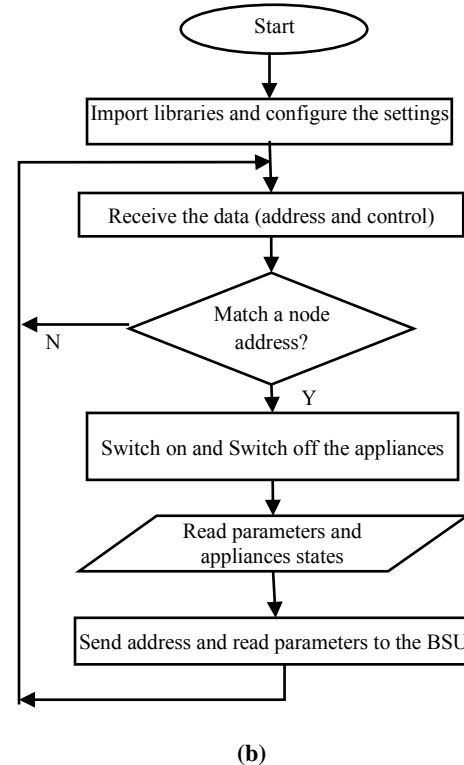 Start
Import libraries and configure the settings
Receive the data (address and control)
Match a node
address?
N
Y
Switch on and Switch off the appliances
Read parameters and
appliances states
Send address and read parameters to the BSU
(b)